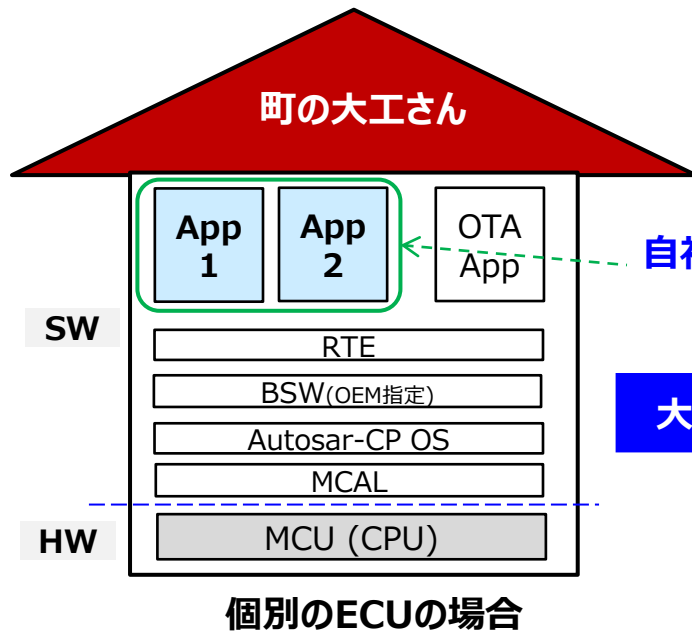 町の大工さん
App
1
App
2
OTA
App
自社
SW
RTE
BSW(OEM指定)
大
Autosar-CP OS
MCAL
HW
MCU (CPU)
個別のECUの場合